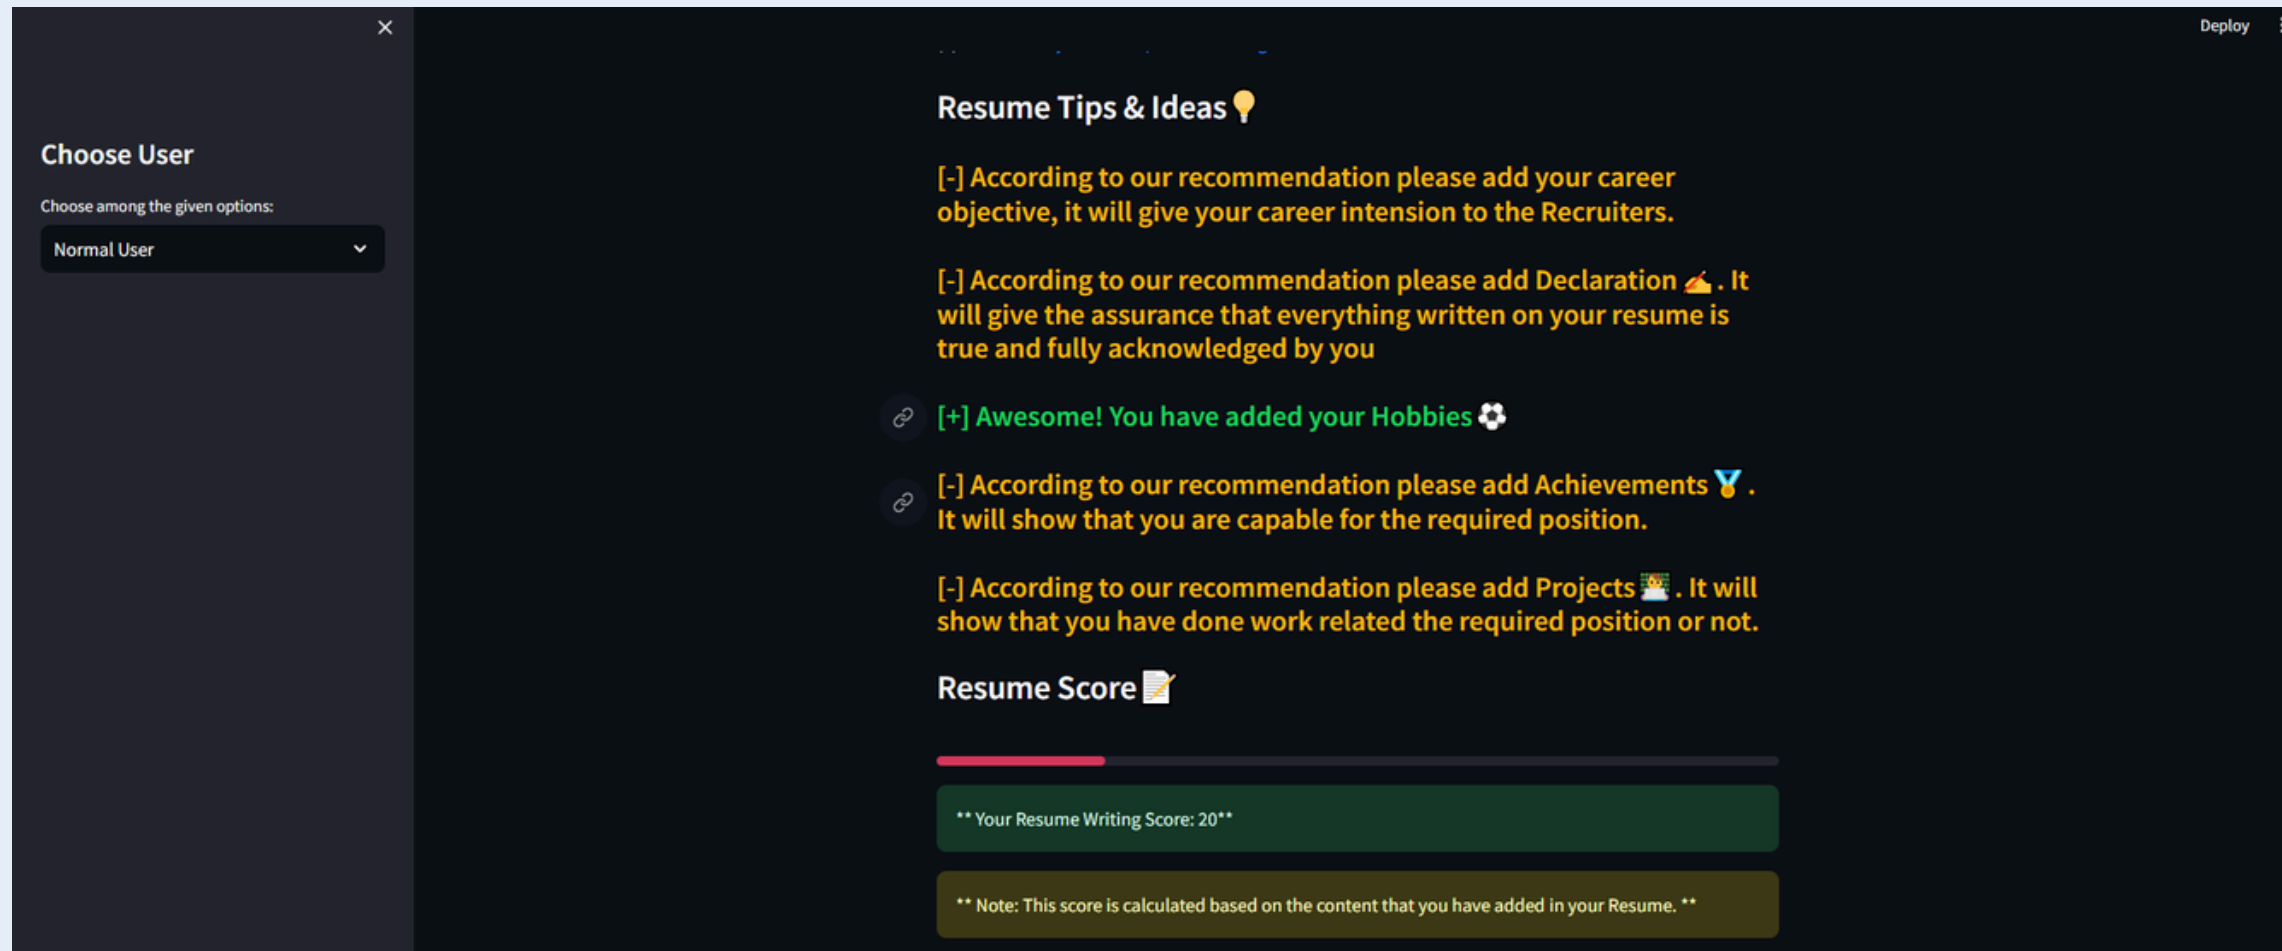 Deploy
Choose User
Choose among the given options:
Normal User
Resume Tips & Ideas💡
[-] According to our recommendation please add your career
objective, it will give your career intension to the Recruiters.
[-] According to our recommendation please add Declaration ✍. It
will give the assurance that everything written on your resume is
true and fully acknowledged by you
[+] Awesome! You have added your Hobbies ⚽
[-] According to our recommendation please add Achievements 🏅.
It will show that you are capable for the required position.
[-] According to our recommendation please add Projects 👨‍💻. It will
show that you have done work related the required position or not.
Resume Score📝
** Your Resume Writing Score: 20**
** Note: This score is calculated based on the content that you have added in your Resume. **